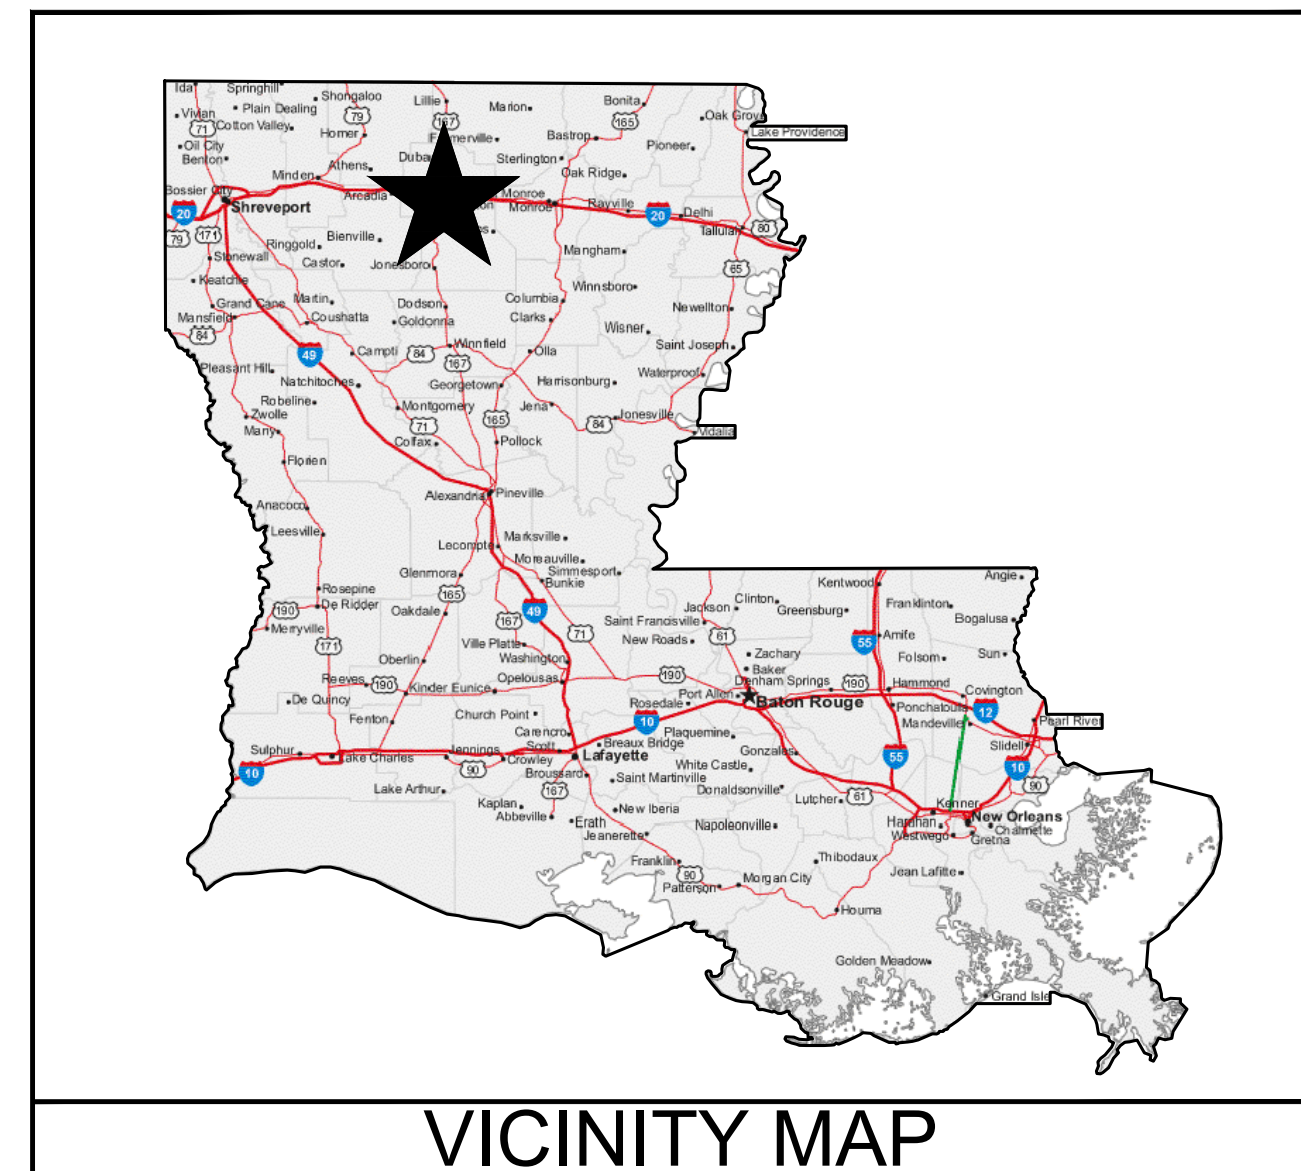 Ida
Springhill
Shongaloo
Lillie
Marion
Bonita
Vivian
Plain Dealing
79
167
165
Oak Grov
71
Cotton Valley
Homer
Bastrop
Lake Providence
Oil City
Pioneer
Benton
Athens
Duba
Sterlington
Minden
Oak Ridge
Bossier City
Arcadia
Monroe
20
Shreveport
Monroe
Rayville
20
Delhi
Tallulah
80
79
171
Ringgold
Bienville
Stonewall
Castor
Jonesboro
Mangham
65
Keatchie
Winnsboro
Grand Cane
Martin
Dodson
Columbia
Newellton
Mansfield
Coushatta
Goldonna
Clarks
Wisner
84
49
Campti
84
Winnfield
Olla
Saint Joseph
167
Pleasant Hill
Natchitoches
Georgetown
Harrisonburg
Waterproof
Robeline
Montgomery
Jena
Zwolle
71
165
84
Jonesville
Many
Colfax
Pollock
Vidalia
Florien
Alexandria
Pineville
Anacoco
Leesville
Marksville
Lecompte
Moreauville
Glenmora
Simmesport
Bunkie
Kentwood
Angie
Rosepine
165
Clinton
190
De Ridder
Oakdale
49
Jackson
Greensburg
Franklinton
167
Saint Francisville
Bogalusa
Merryville
71
New Roads
61
55
Amife
171
Ville Platte
Zachary
Folsom
Sun
Oberlin
Washington
Baker
Reeves
190
Kinder
Eunice
Opelousas
190
Denham Springs
190
Hammond
De Quincy
Port Allen
Covington
Rosedale
Baton Rouge
Ponchatoula
12
Fenton
Church Point
10
Mandeville
Pearl River
Carencro
Plaquemine
Sulphur
Jennings
Scott
Breaux Bridge
Gonzales
55
Slidell
10
Lake Charles
90
Crowley
Lafayette
White Castle
10
Broussard
Saint Martinville
Donaldsonville
90
Lake Arthur
167
Lutcher
61
Kenner
Kaplan
New Iberia
New Orleans
Abbeville
Erath
Napoleonville
Harahan
Chalmette
Jeanerette
Westwego
Gretna
Franklin
Thibodaux
90
Morgan City
Jean Lafitte
Patterson
Houma
Golden Meadow
Grand Isle
VICINITY MAP